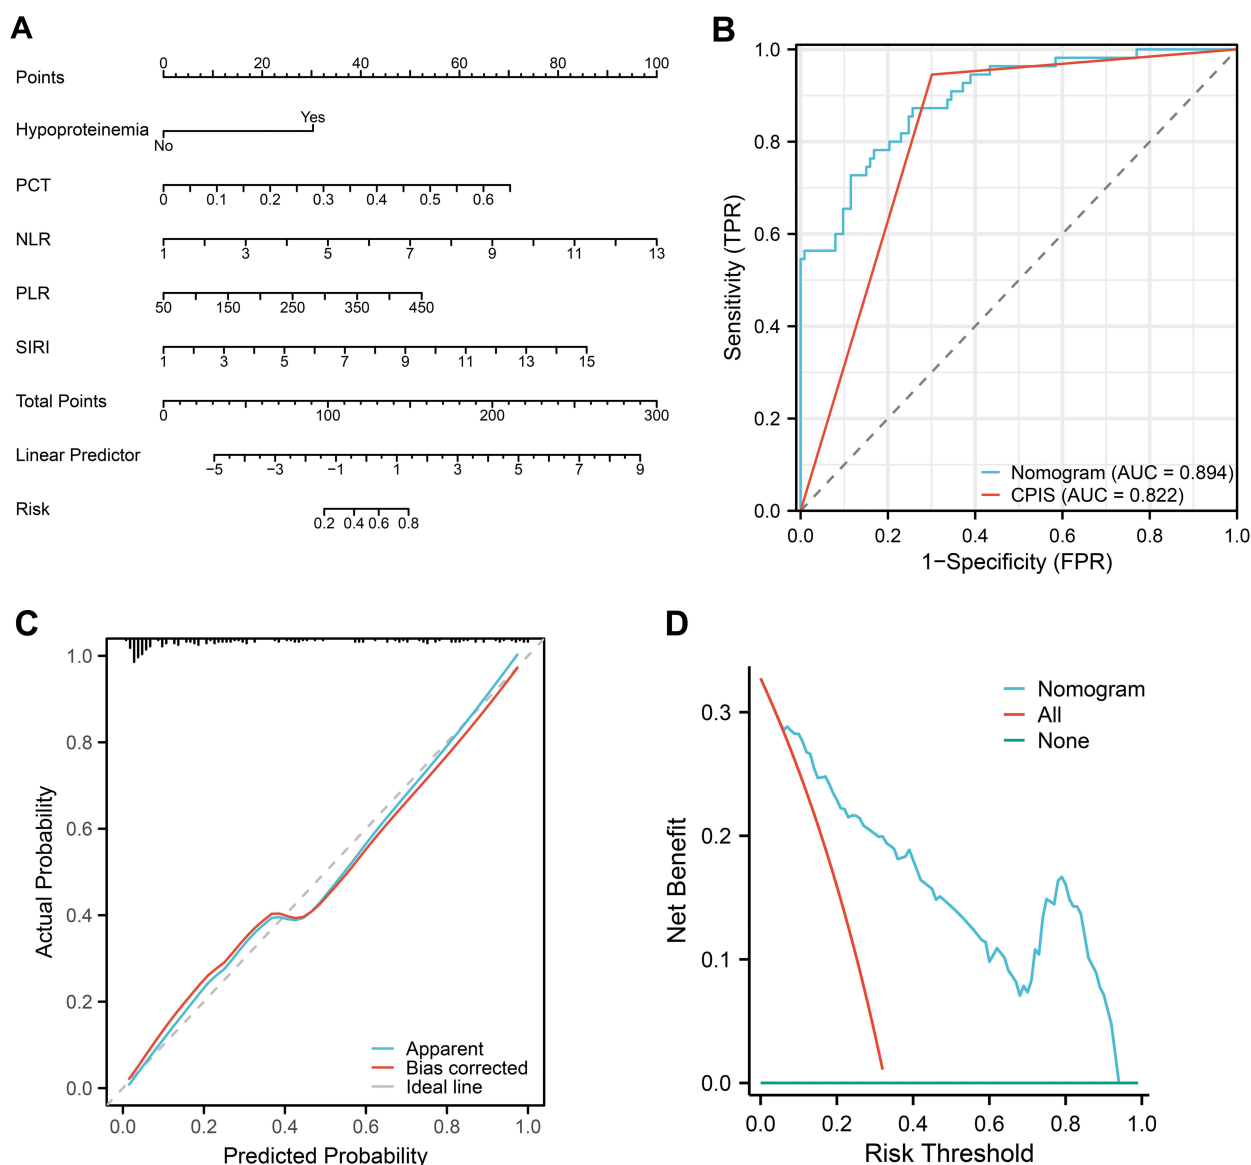 A
Points
0 20 40 60 80 100
Hypoproteinemia
Yes
No
PCT
0 0.1 0.2 0.3 0.4 0.5 0.6
NLR
1 3 5 7 9 11 13
PLR
50 150 250 350 450
SIRI
1 3 5 7 9 11 13 15
Total Points
0 100 200 300
Linear Predictor
−5 −3 −1 1 3 5 7 9
Risk
0.2 0.4 0.6 0.8
B
Sensitivity (TPR)
1.0
0.8
0.6
0.4
0.2
0.0
Nomogram (AUC = 0.894)
CPIS (AUC = 0.822)
0.0 0.2 0.4 0.6 0.8 1.0
1−Specificity (FPR)
C
Actual Probability
1.0
0.8
0.6
0.4
0.2
0.0
Apparent
Bias corrected
Ideal line
0.0 0.2 0.4 0.6 0.8 1.0
Predicted Probability
D
Net Benefit
0.3
0.2
0.1
0.0
Nomogram
All
None
0.0 0.2 0.4 0.6 0.8 1.0
Risk Threshold